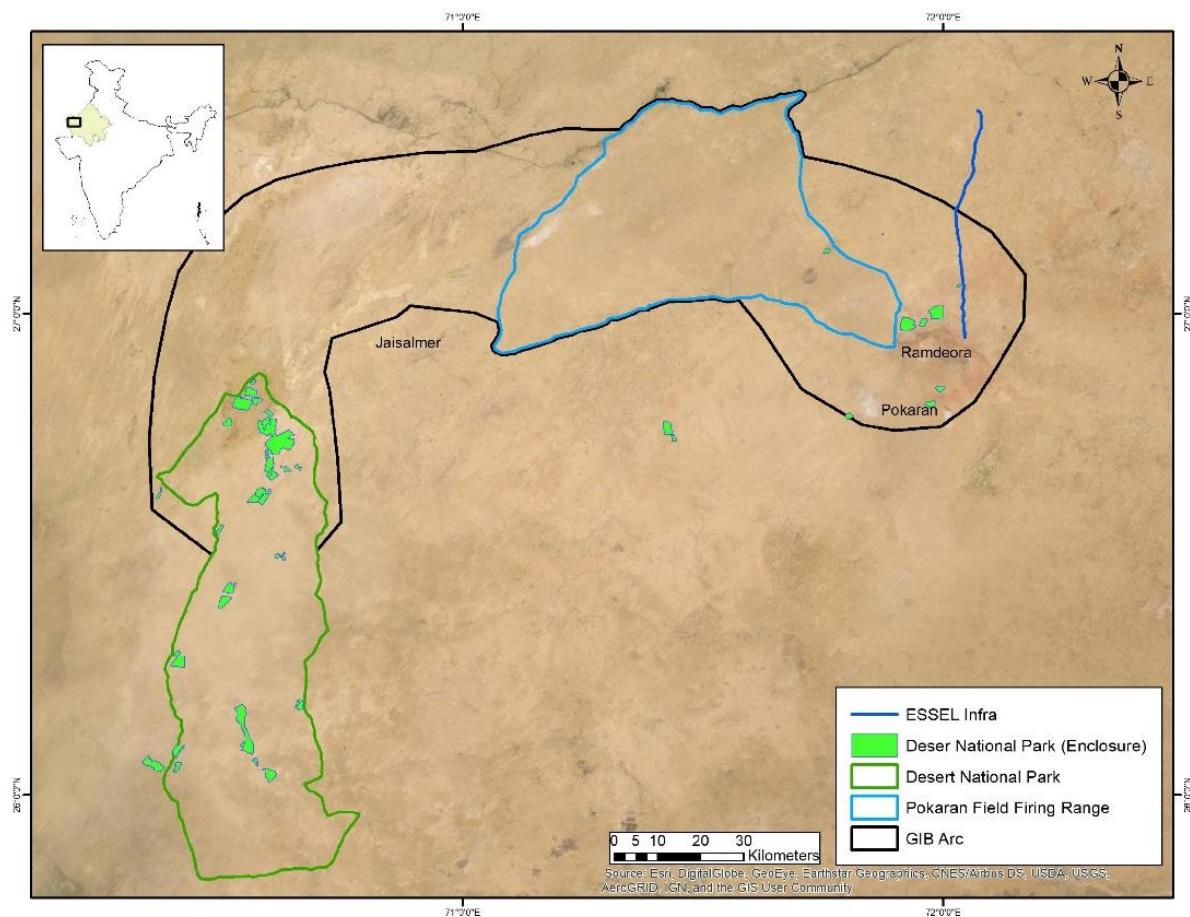 71°0'0"E
72°0'0"E
N
W
E
S
27°0'0"N
27°0'0"N
Jaisalmer
Ramdeora
Pokaran
ESSEL Infra
Deser National Park (Enclosure)
Desert National Park
Pokaran Field Firing Range
GIB Arc
26°0'0"N
26°0'0"N
0 5 10 20 30
Kilometers
Source: Esri, DigitalGlobe, GeoEye, Earthstar Geographics, CNES/Airbus DS, USDA, USGS,
AeroGRID, IGN, and the GIS User Community
71°0'0"E
72°0'0"E